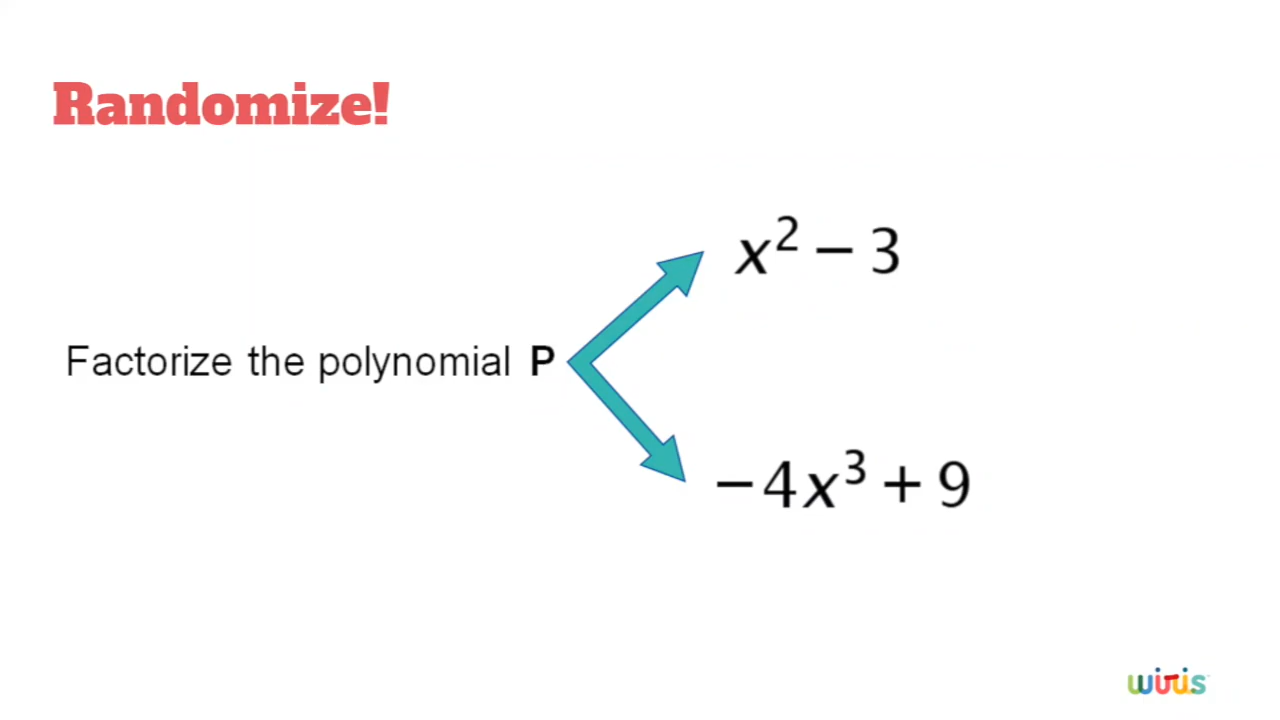 Randomize!
x² − 3
Factorize the polynomial P
−4x³ + 9
wiris